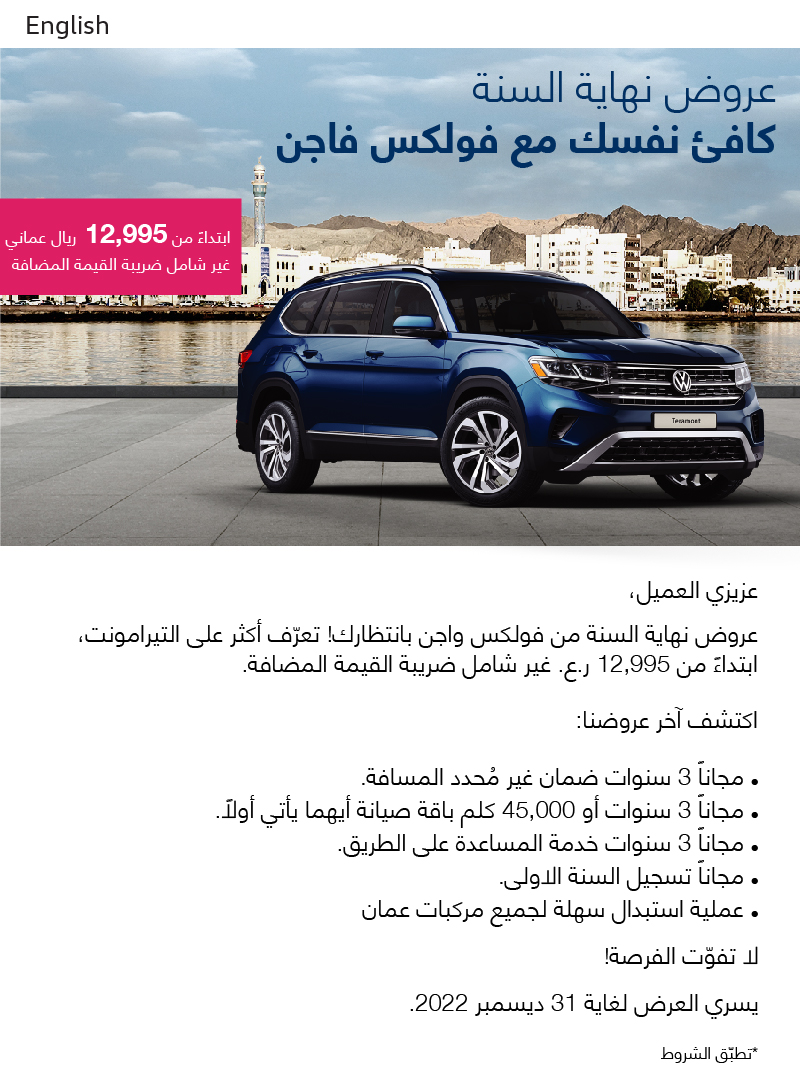 English
عروض نهاية السنة
كافئ نفسك مع فولكس فاجن
ابتداءً من 12,995 ريال عماني
غير شامل ضريبة القيمة المضافة
Teramont
عزيزي العميل،
عروض نهاية السنة من فولكس واجن بانتظارك! تعرّف أكثر على التيرامونت،
ابتداءً من 12,995 ر.ع. غير شامل ضريبة القيمة المضافة.
اكتشف آخر عروضنا:
• مجاناً 3 سنوات ضمان غير مُحدد المسافة.
• مجاناً 3 سنوات أو 45,000 كلم باقة صيانة أيهما يأتي أولاً.
• مجاناً 3 سنوات خدمة المساعدة على الطريق.
• مجاناً تسجيل السنة الاولى.
• عملية استبدال سهلة لجميع مركبات عمان
لا تفوّت الفرصة!
يسري العرض لغاية 31 ديسمبر 2022.
*تطبّق الشروط